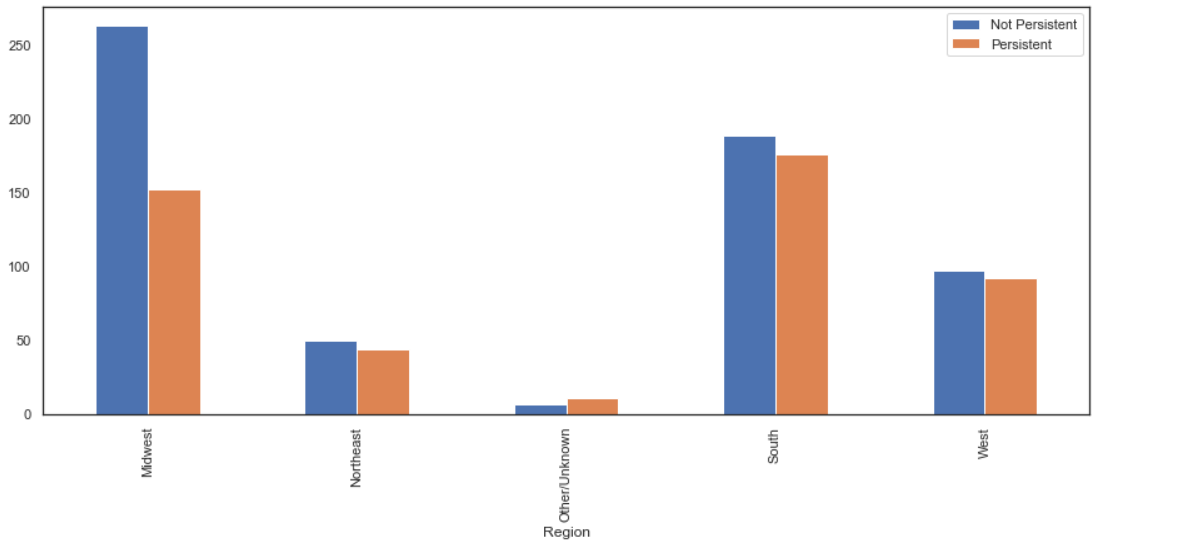 250
200
150
100
50
0
Not Persistent
Persistent
Midwest
Northeast
Other/Unknown
South
West
Region